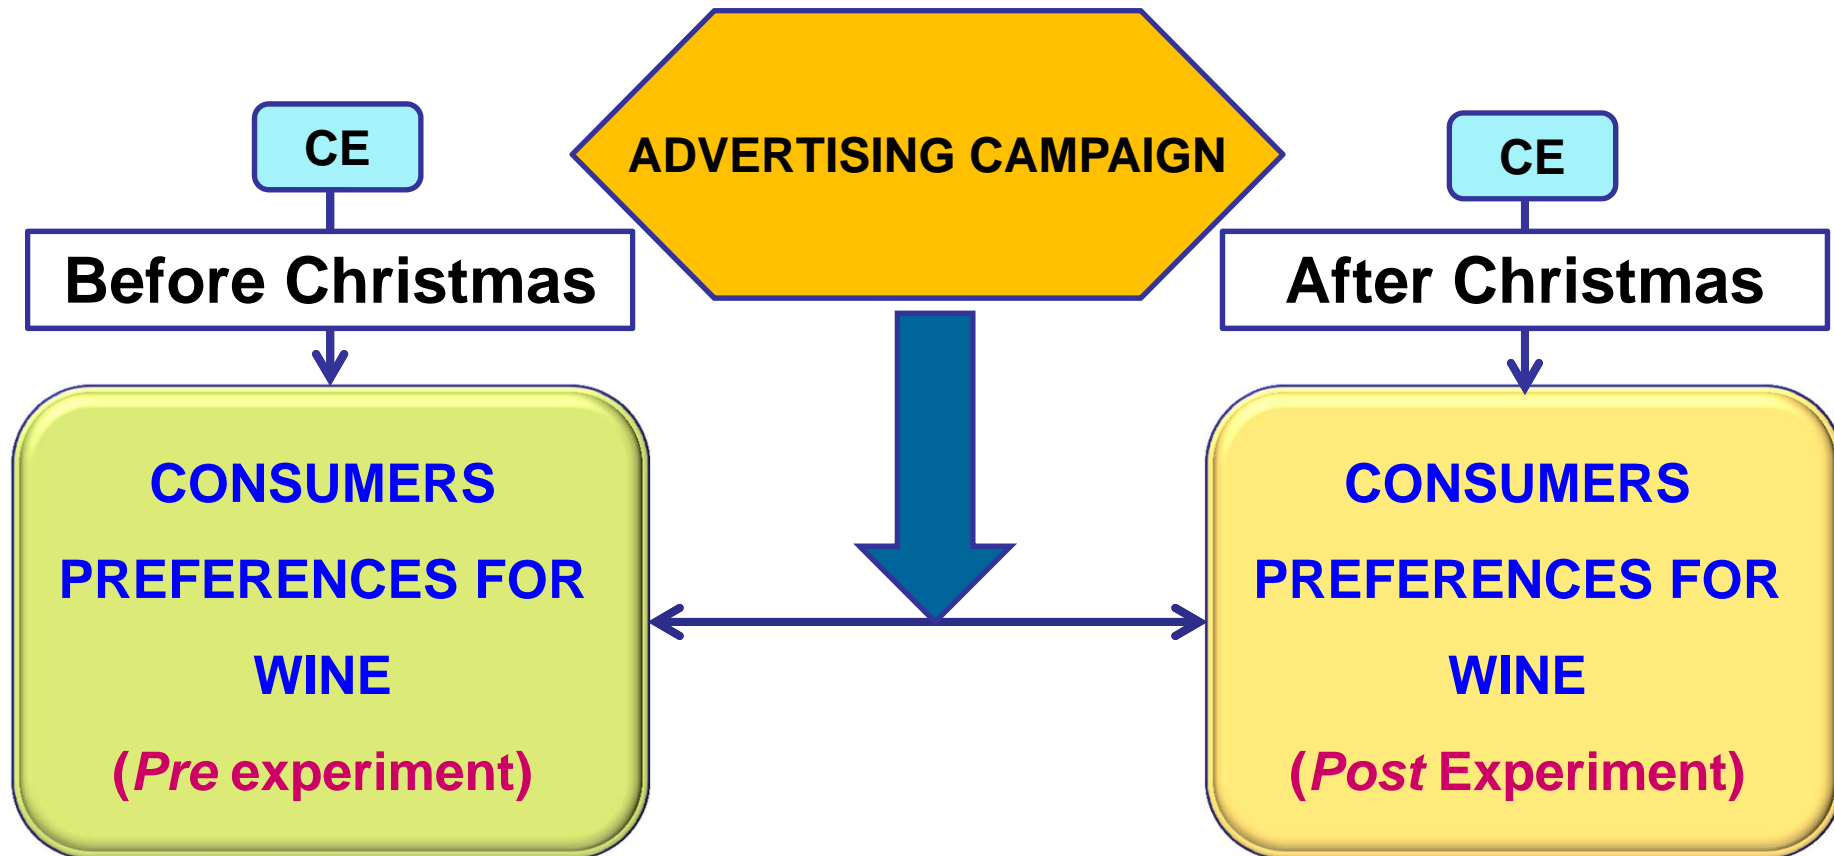 ADVERTISING CAMPAIGN
CE
Before Christmas
CONSUMERS
PREFERENCES FOR
WINE
(Pre experiment)
CE
After Christmas
CONSUMERS
PREFERENCES FOR
WINE
(Post Experiment)